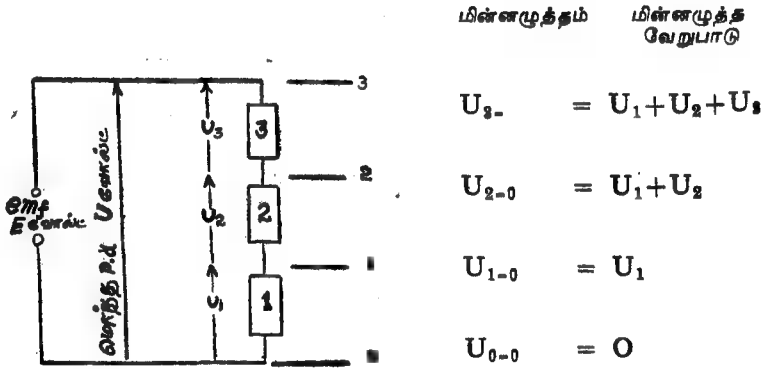 மின்னழுத்தம் மின்னழுத்த வேறுபாடு
U₃₋ = U₁+U₂+U₃
U₂₋₀ = U₁+U₂
U₁₋₀ = U₁
U₀₋₀ = O
3
2
1
U₃
U₂
U₁
3
2
1
emf
E வோல்ட்
P.d U வோல்ட்